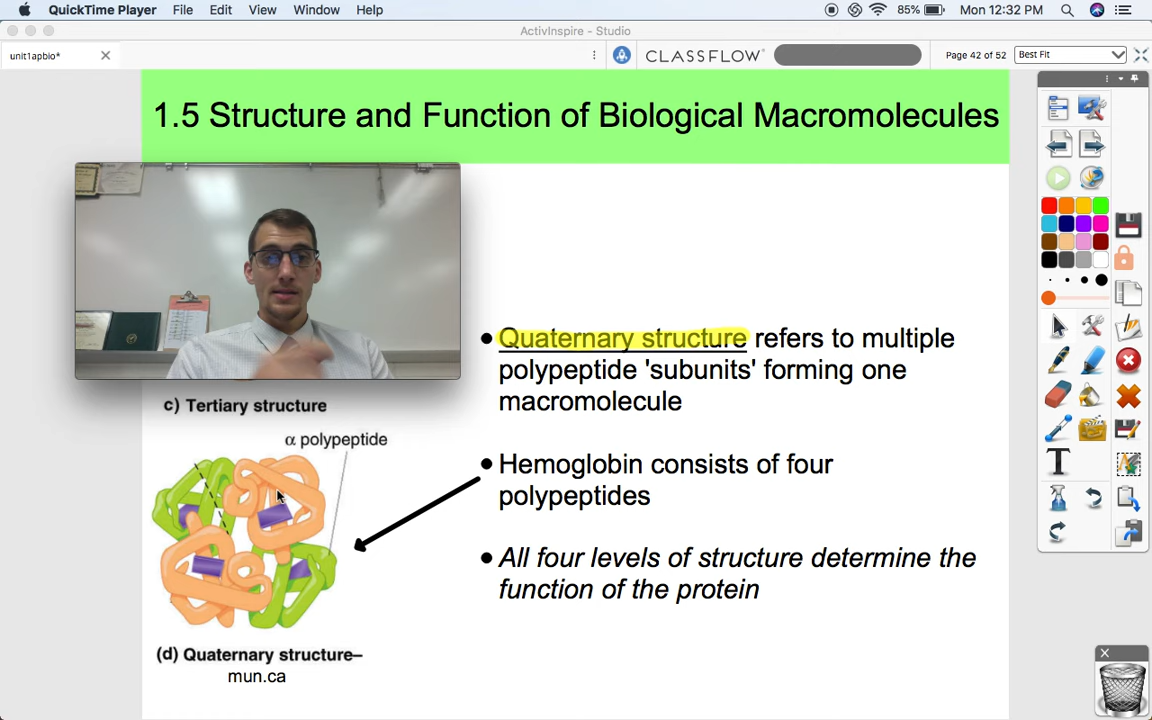 QuickTime Player File Edit View Window Help 85% Mon 12:32 PM
ActivInspire - Studio
unit1apbio* CLASSFLOW Page 42 of 52 Best Fit
1.5 Structure and Function of Biological Macromolecules
• Quaternary structure refers to multiple
polypeptide 'subunits' forming one
macromolecule
c) Tertiary structure
α polypeptide
• Hemoglobin consists of four
polypeptides
• All four levels of structure determine the
function of the protein
(d) Quaternary structure–
mun.ca